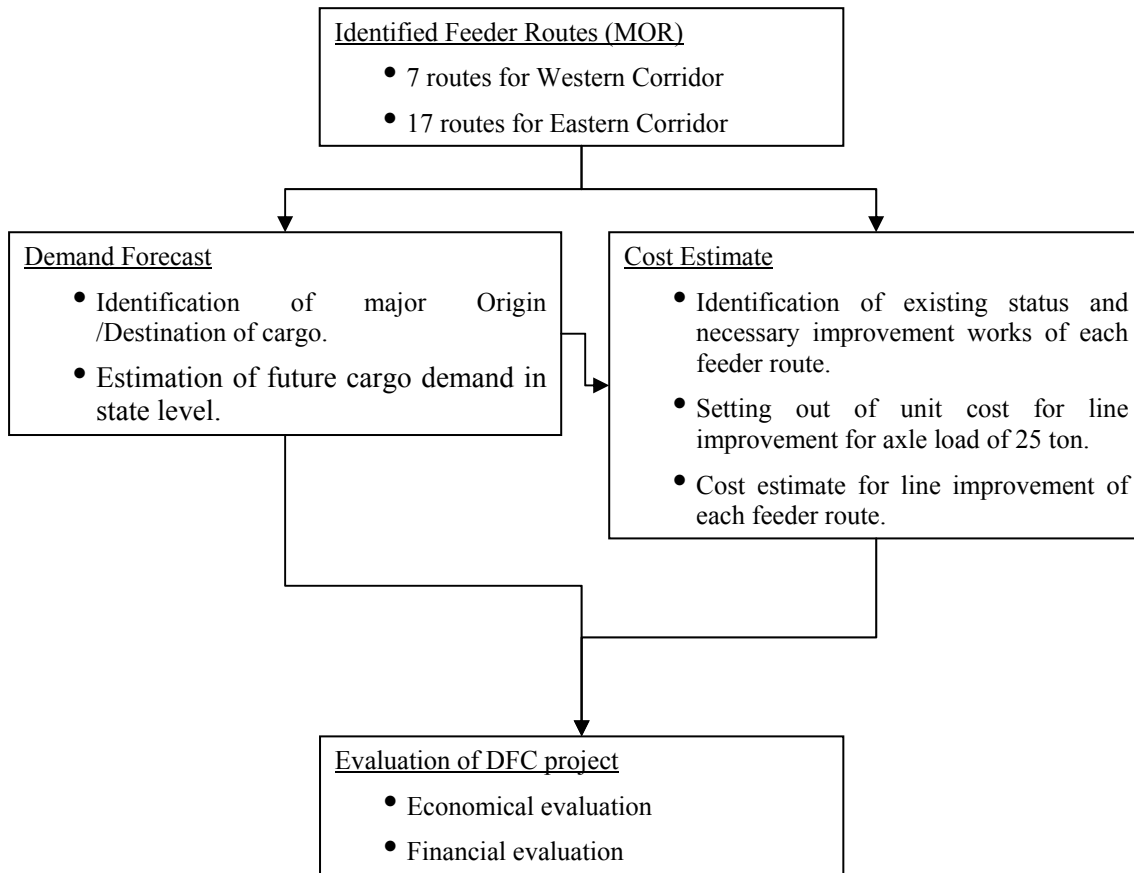 Identified Feeder Routes (MOR)
• 7 routes for Western Corridor
• 17 routes for Eastern Corridor
Demand Forecast
• Identification of major Origin
/Destination of cargo.
• Estimation of future cargo demand in
state level.
Cost Estimate
• Identification of existing status and
necessary improvement works of each
feeder route.
• Setting out of unit cost for line
improvement for axle load of 25 ton.
• Cost estimate for line improvement of
each feeder route.
Evaluation of DFC project
• Economical evaluation
• Financial evaluation